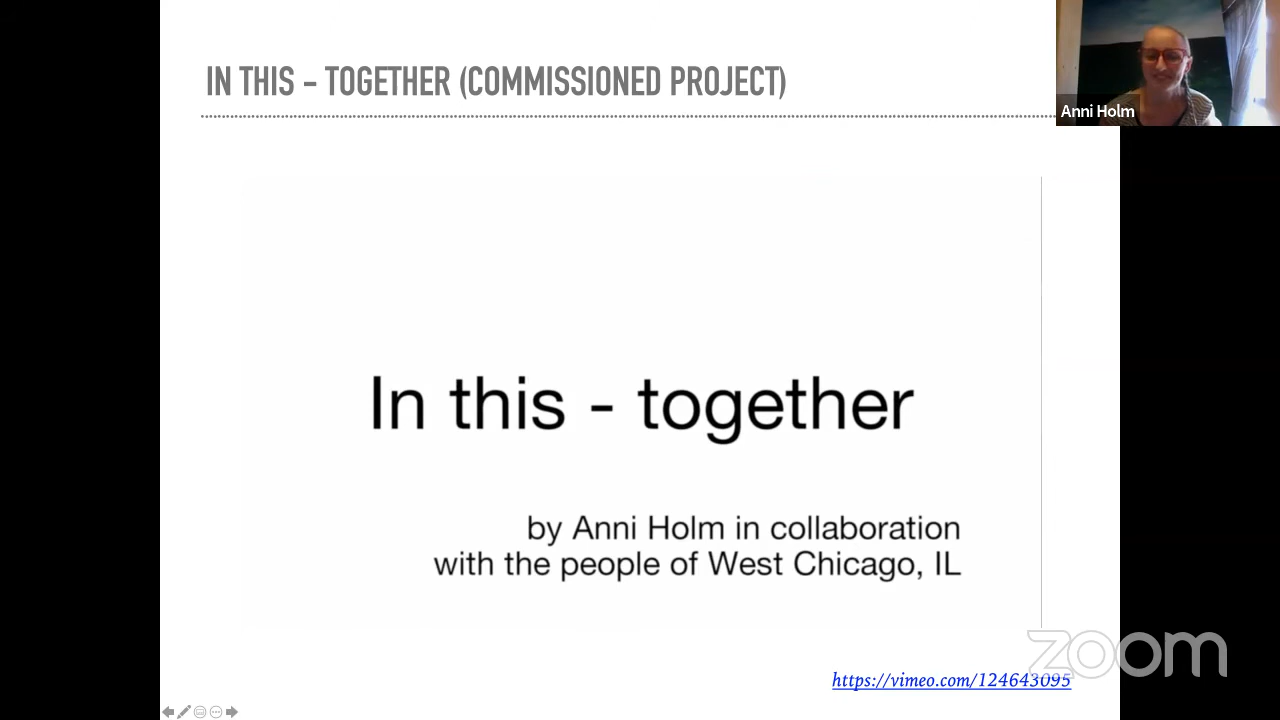 IN THIS - TOGETHER (COMMISSIONED PROJECT)
Anni Holm
In this - together
by Anni Holm in collaboration
with the people of West Chicago, IL
zoom
https://vimeo.com/124643095